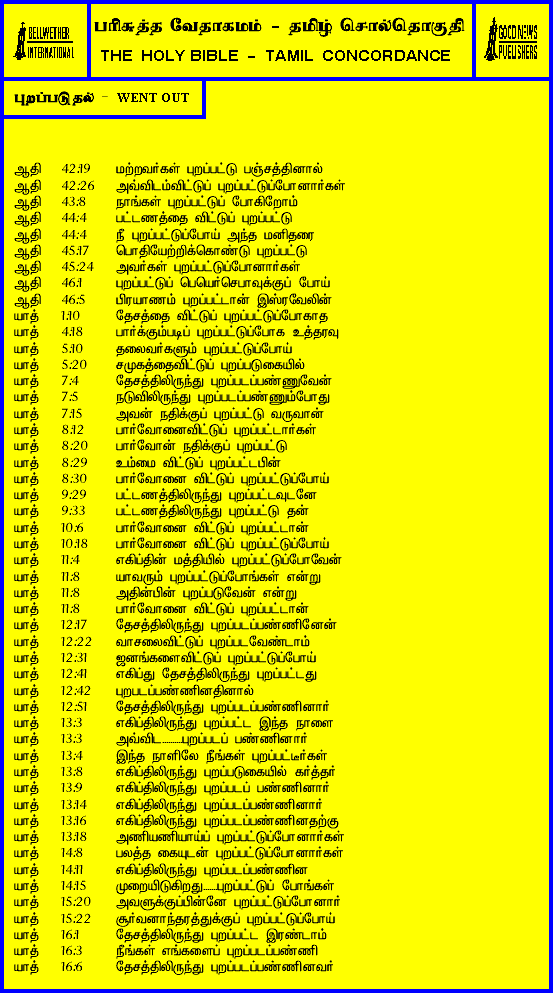 BELLWETHER
INTERNATIONAL
பரிசுத்த வேதாகமம் - தமிழ் சொல்தொகுதி
THE HOLY BIBLE - TAMIL CONCORDANCE
GOOD NEWS
PUBLISHERS
புறப்படுதல் - WENT OUT
ஆதி 42:19 மற்றவர்கள் புறப்பட்டு பஞ்சத்தினால்
ஆதி 42:26 அவ்விடம்விட்டுப் புறப்பட்டுப்போனார்கள்
ஆதி 43:8 நாங்கள் புறப்பட்டுப் போகிறோம்
ஆதி 44:4 பட்டணத்தை விட்டுப் புறப்பட்டு
ஆதி 44:4 நீ புறப்பட்டுப்போய் அந்த மனிதரை
ஆதி 45:17 பொதியேற்றிக்கொண்டு புறப்பட்டு
ஆதி 45:24 அவர்கள் புறப்பட்டுப்போனார்கள்
ஆதி 46:1 புறப்பட்டுப் பெயெர்செபாவுக்குப் போய்
ஆதி 46:5 பிரயாணம் புறப்பட்டான் இஸ்ரவேலின்
யாத் 1:10 தேசத்தை விட்டுப் புறப்பட்டுப்போகாத
யாத் 4:18 பார்க்கும்படிப் புறப்பட்டுப்போக உத்தரவு
யாத் 5:10 தலைவர்களும் புறப்பட்டுப்போய்
யாத் 5:20 சமுகத்தைவிட்டுப் புறப்படுகையில்
யாத் 7:4 தேசத்திலிருந்து புறப்படப்பண்ணுவேன்
யாத் 7:5 நடுவிலிருந்து புறப்படப்பண்ணும்போது
யாத் 7:15 அவன் நதிக்குப் புறப்பட்டு வருவான்
யாத் 8:12 பார்வோனைவிட்டுப் புறப்பட்டார்கள்
யாத் 8:20 பார்வோன் நதிக்குப் புறப்பட்டு
யாத் 8:29 உம்மை விட்டுப் புறப்பட்டபின்
யாத் 8:30 பார்வோனை விட்டுப் புறப்பட்டுப்போய்
யாத் 9:29 பட்டணத்திலிருந்து புறப்பட்டவுடனே
யாத் 9:33 பட்டணத்திலிருந்து புறப்பட்டு தன்
யாத் 10:6 பார்வோனை விட்டுப் புறப்பட்டான்
யாத் 10:18 பார்வோனை விட்டுப் புறப்பட்டுப்போய்
யாத் 11:4 எகிப்தின் மத்தியில் புறப்பட்டுப்போவேன்
யாத் 11:8 யாவரும் புறப்பட்டுப்போங்கள் என்று
யாத் 11:8 அதின்பின் புறப்படுவேன் என்று
யாத் 11:8 பார்வோனை விட்டுப் புறப்பட்டான்
யாத் 12:17 தேசத்திலிருந்து புறப்படப்பண்ணினேன்
யாத் 12:22 வாசலைவிட்டுப் புறப்படவேண்டாம்
யாத் 12:31 ஜனங்களைவிட்டுப் புறப்பட்டுப்போய்
யாத் 12:41 எகிப்து தேசத்திலிருந்து புறப்பட்டது
யாத் 12:42 புறபடப்பண்ணினதினால்
யாத் 12:51 தேசத்திலிருந்து புறப்படப்பண்ணினார்
யாத் 13:3 எகிப்திலிருந்து புறப்பட்ட இந்த நாளை
யாத் 13:3 அவ்விட.........புறப்படப் பண்ணினார்
யாத் 13:4 இந்த நாளிலே நீங்கள் புறப்பட்டீர்கள்
யாத் 13:8 எகிப்திலிருந்து புறப்படுகையில் கர்த்தர்
யாத் 13:9 எகிப்திலிருந்து புறப்படப் பண்ணினார்
யாத் 13:14 எகிப்திலிருந்து புறப்படப்பண்ணினார்
யாத் 13:16 எகிப்திலிருந்து புறப்படப்பண்ணினதற்கு
யாத் 13:18 அணியணியாய்ப் புறப்பட்டுப்போனார்கள்
யாத் 14:8 பலத்த கையுடன் புறப்பட்டுப்போனார்கள்
யாத் 14:11 எகிப்திலிருந்து புறப்படப்பண்ணின
யாத் 14:15 முறையிடுகிறது......புறப்பட்டுப் போங்கள்
யாத் 15:20 அவளுக்குப்பின்னே புறப்பட்டுப்போனார்
யாத் 15:22 சூர்வனாந்தரத்துக்குப் புறப்பட்டுப்போய்
யாத் 16:1 தேசத்திலிருந்து புறப்பட்ட இரண்டாம்
யாத் 16:3 நீங்கள் எங்களைப் புறப்படப்பண்ணி
யாத் 16:6 தேசத்திலிருந்து புறப்படப்பண்ணினவர்